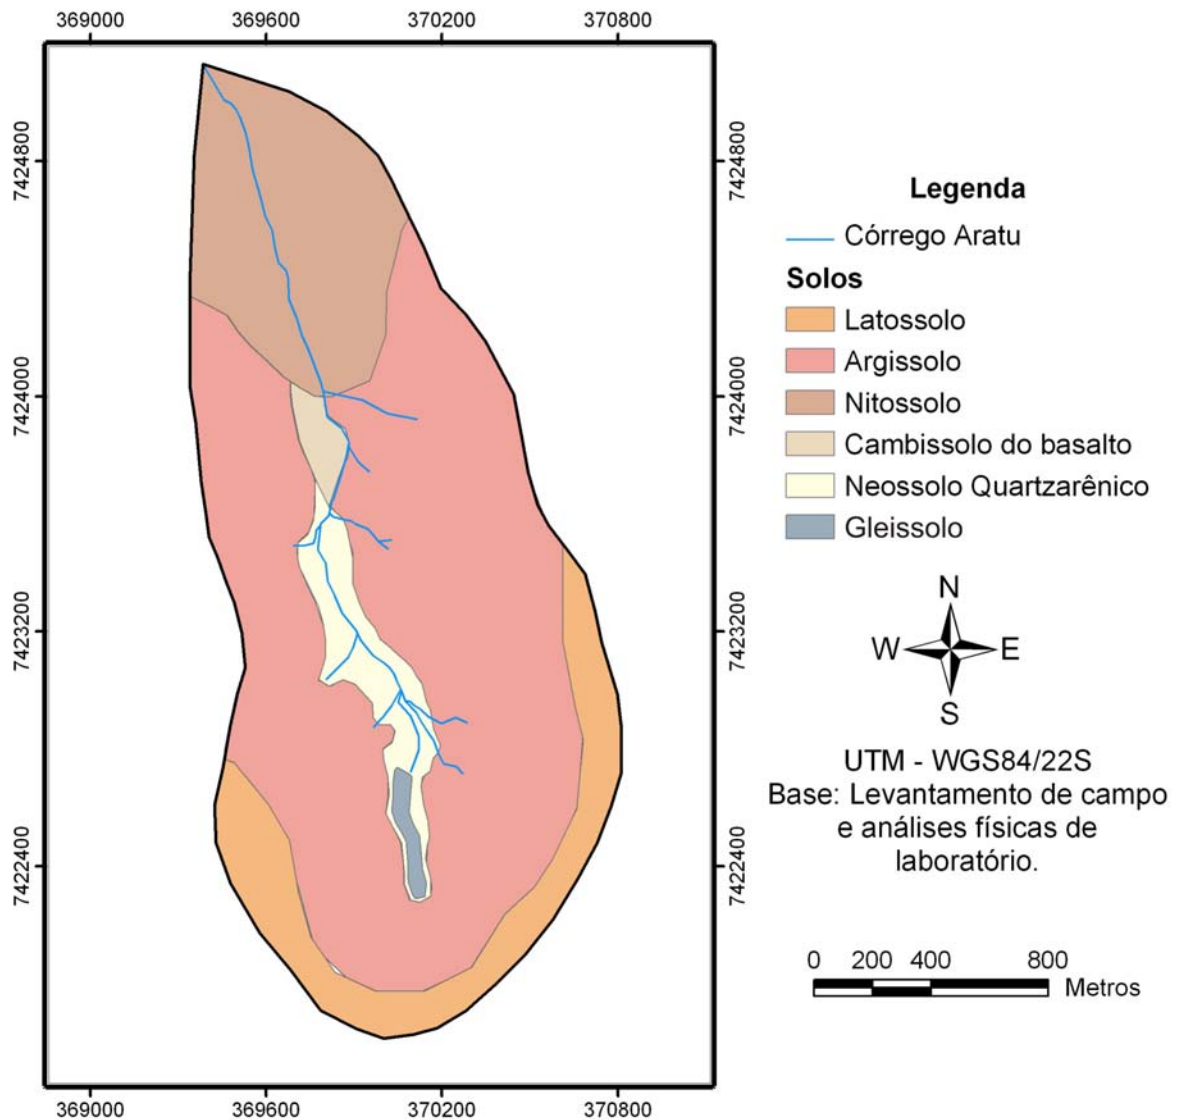 369000 369600 370200 370800
7424800 7424800
7424000 7424000
7423200 7423200
7422400 7422400
369000 369600 370200 370800
Legenda
Córrego Aratu
Solos
Latossolo
Argissolo
Nitossolo
Cambissolo do basalto
Neossolo Quartzarênico
Gleissolo
N
W E
S
UTM - WGS84/22S
Base: Levantamento de campo
e análises físicas de
laboratório.
0 200 400 800
Metros